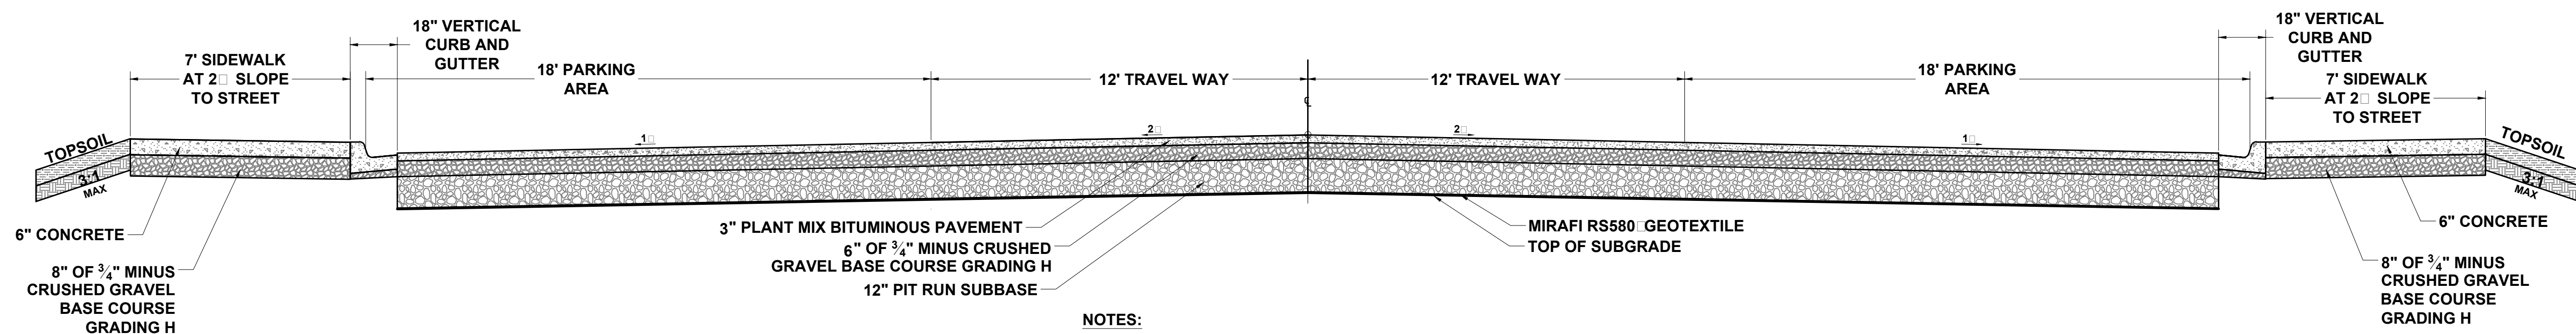 18" VERTICAL
CURB AND
GUTTER
7' SIDEWALK
AT 2□ SLOPE
TO STREET
18' PARKING
AREA
12' TRAVEL WAY
12' TRAVEL WAY
18' PARKING
AREA
18" VERTICAL
CURB AND
GUTTER
7' SIDEWALK
AT 2□ SLOPE
TO STREET
℄
TOPSOIL
3:1
MAX
1□
2□
2□
1□
TOPSOIL
3:1
MAX
6" CONCRETE
8" OF 3/4" MINUS
CRUSHED GRAVEL
BASE COURSE
GRADING H
3" PLANT MIX BITUMINOUS PAVEMENT
6" OF 3/4" MINUS CRUSHED
GRAVEL BASE COURSE GRADING H
12" PIT RUN SUBBASE
MIRAFI RS580□GEOTEXTILE
TOP OF SUBGRADE
6" CONCRETE
8" OF 3/4" MINUS
CRUSHED GRAVEL
BASE COURSE
GRADING H
NOTES: